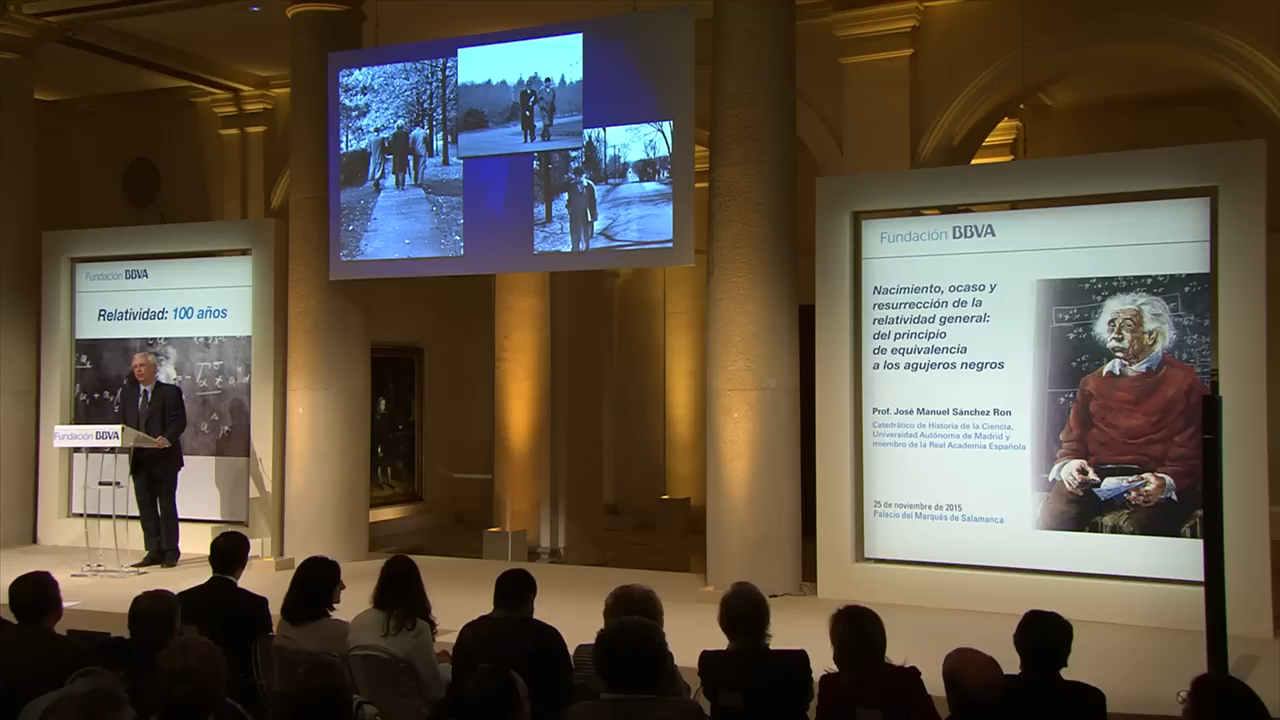 Fundación BBVA
Relatividad: 100 años
Fundación BBVA
Fundación BBVA
Nacimiento, ocaso y
resurrección de la
relatividad general:
del principio
de equivalencia
a los agujeros negros
Prof. José Manuel Sánchez Ron
Catedrático de Historia de la Ciencia,
Universidad Autónoma de Madrid y
miembro de la Real Academia Española
25 de noviembre de 2015
Palacio del Marqués de Salamanca